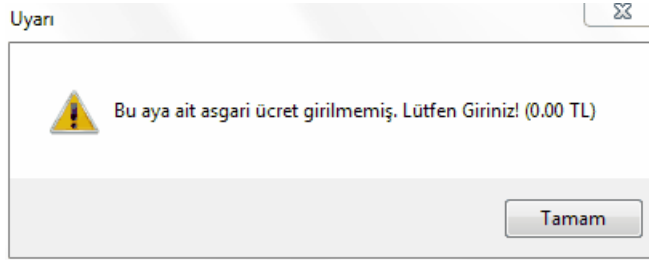 Uyarı
Bu aya ait asgari ücret girilmemiş. Lütfen Giriniz! (0.00 TL)
Tamam